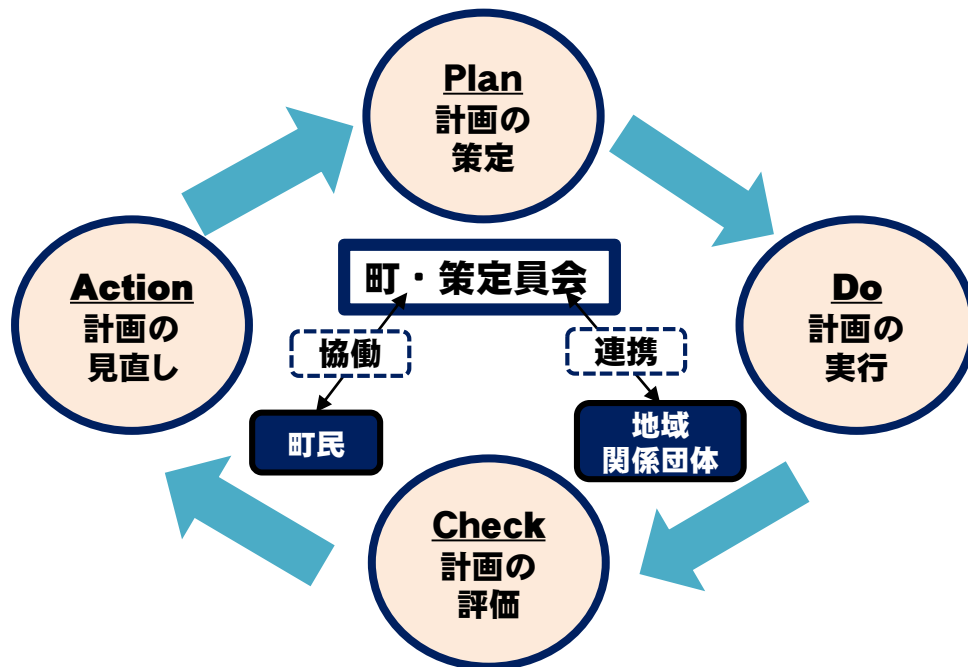 Plan
計画の
策定
町・策定員会
Action
計画の
見直し
Do
計画の
実行
協働
連携
町民
地域
関係団体
Check
計画の
評価